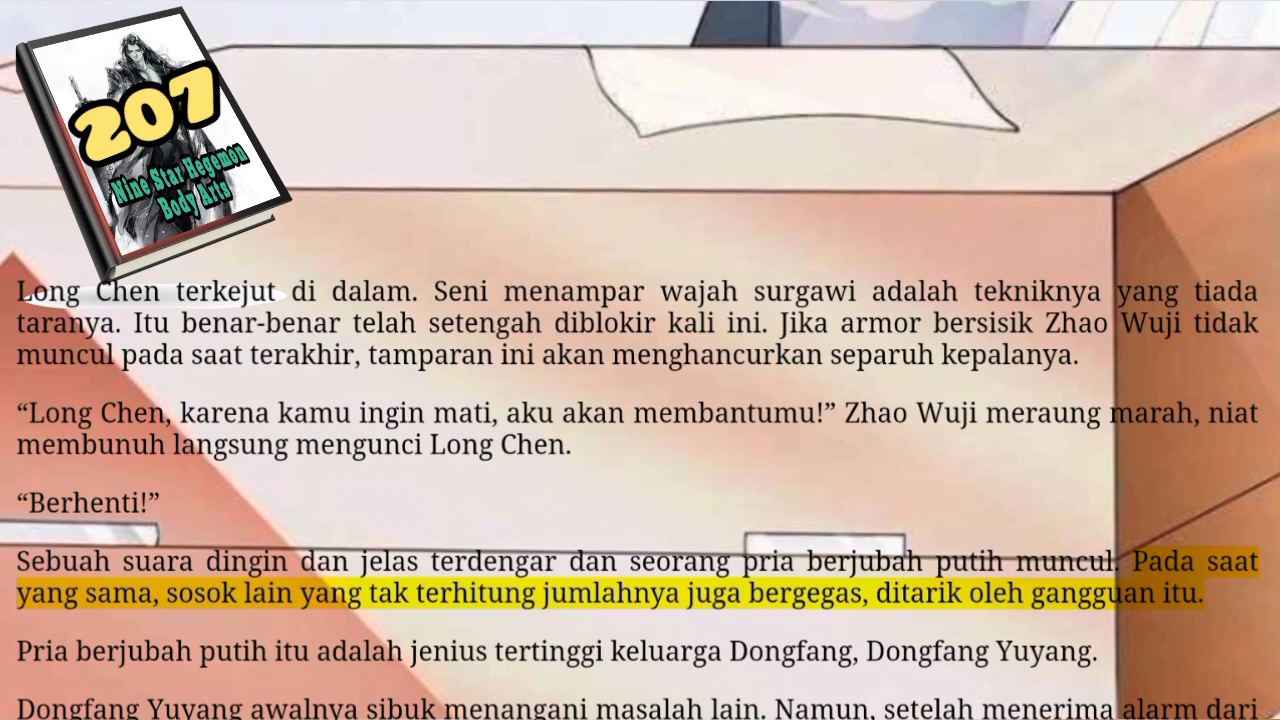 207
Nine Star Hegemon
Body Arts
Long Chen terkejut di dalam. Seni menampar wajah surgawi adalah tekniknya yang tiada
taranya. Itu benar-benar telah setengah diblokir kali ini. Jika armor bersisik Zhao Wuji tidak
muncul pada saat terakhir, tamparan ini akan menghancurkan separuh kepalanya.
“Long Chen, karena kamu ingin mati, aku akan membantumu!” Zhao Wuji meraung marah, niat
membunuh langsung mengunci Long Chen.
“Berhenti!”
Sebuah suara dingin dan jelas terdengar dan seorang pria berjubah putih muncul. Pada saat
yang sama, sosok lain yang tak terhitung jumlahnya juga bergegas, ditarik oleh gangguan itu.
Pria berjubah putih itu adalah jenius tertinggi keluarga Dongfang, Dongfang Yuyang.
Dongfang Yuyang awalnya sibuk menangani masalah lain. Namun, setelah menerima alarm dari